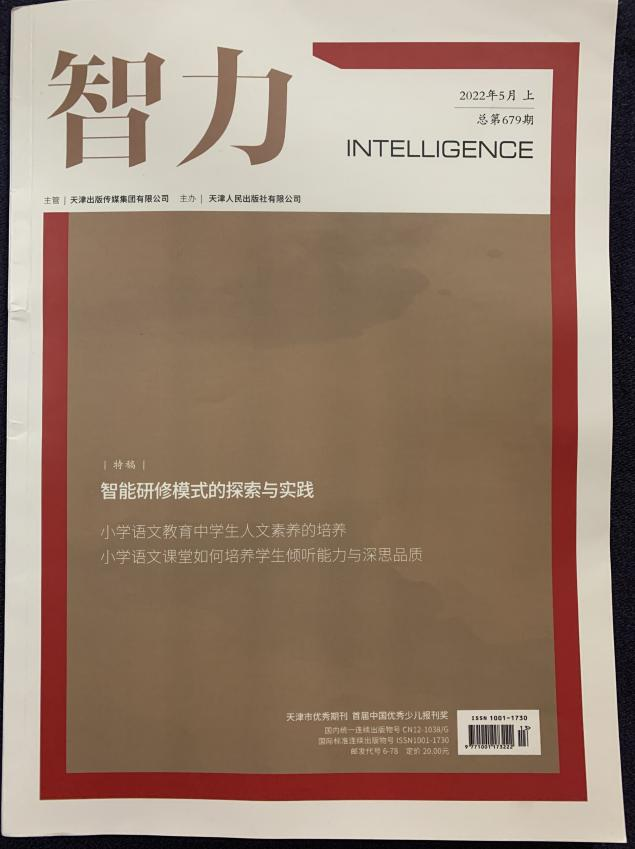 智力
2022年5月 上
总第679期
INTELLIGENCE
主管 | 天津出版传媒集团有限公司 主办 | 天津人民出版社有限公司
| 特稿 |
智能研修模式的探索与实践
小学语文教育中学生人文素养的培养
小学语文课堂如何培养学生倾听能力与深思品质
天津市优秀期刊 首届中国优秀少儿报刊奖
国内统一连续出版物号 CN12-1038/G
国际标准连续出版物号 ISSN1001-1730
邮发代号 6-78 定价 20.00元
ISSN 1001-1730
9 771001 173222